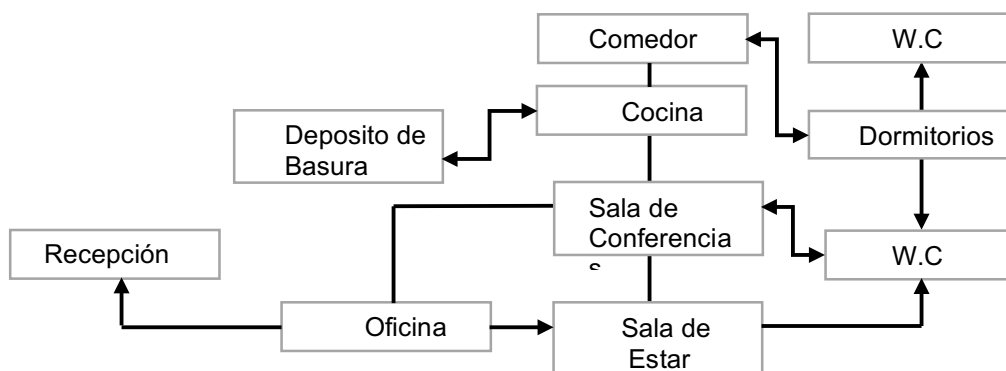 Comedor
W.C
Cocina
Deposito de
Basura
Dormitorios
Sala de
Conferencia
s
Recepción
W.C
Oficina
Sala de
Estar